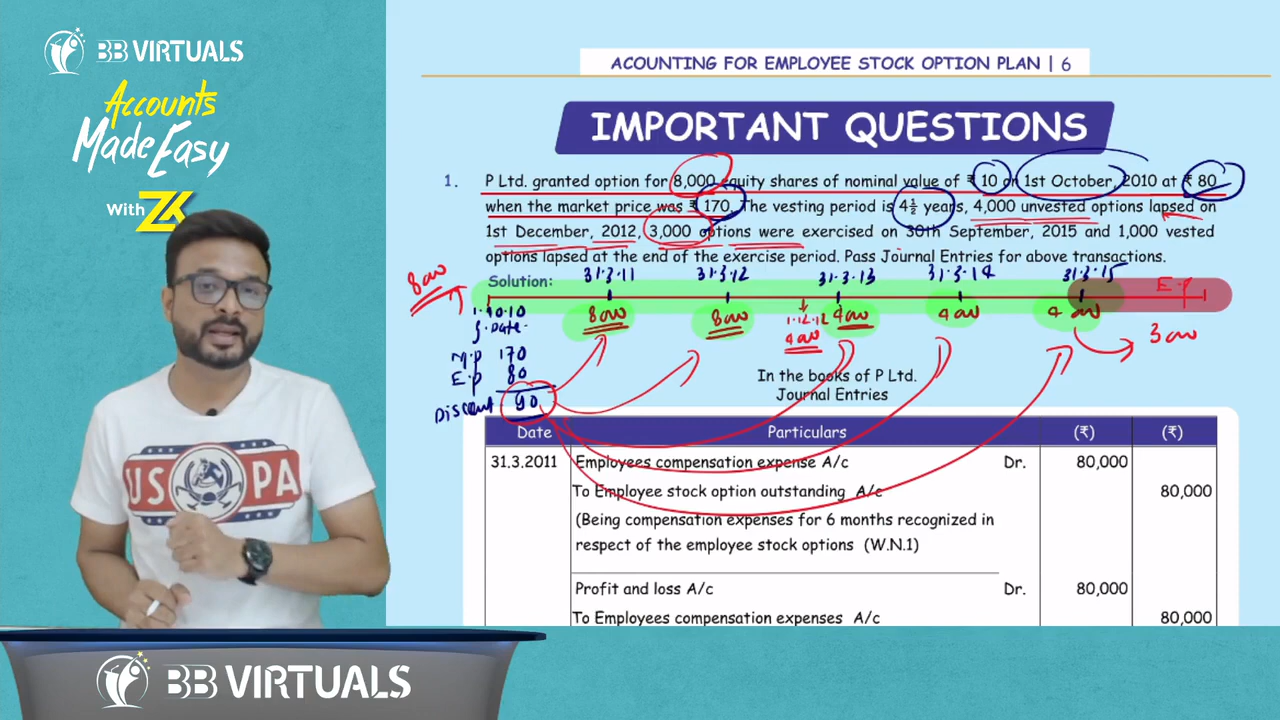 BB VIRTUALS
Accounts
Made Easy
With ZK
USPA
BB VIRTUALS
ACOUNTING FOR EMPLOYEE STOCK OPTION PLAN | 6
IMPORTANT QUESTIONS
1. P Ltd. granted option for 8,000 equity shares of nominal value of ₹ 10 on 1st October, 2010 at ₹ 80
when the market price was ₹ 170. The vesting period is 4½ years, 4,000 unvested options lapsed on
1st December, 2012, 3,000 options were exercised on 30th September, 2015 and 1,000 vested
options lapsed at the end of the exercise period. Pass Journal Entries for above transactions.
Solution:
31.3.11 31.3.12 31.3.13 31.3.14 31.3.15 E.P
8000
1.10.10 8000 8000 1.12.12 4000 4000 4000
G.Date 4000 3000
M.P 170
E.P 80
Discount 90
In the books of P Ltd.
Journal Entries
Date Particulars (₹) (₹)
31.3.2011 Employees compensation expense A/c Dr. 80,000
To Employee stock option outstanding A/c 80,000
(Being compensation expenses for 6 months recognized in
respect of the employee stock options (W.N.1)
Profit and loss A/c Dr. 80,000
To Employees compensation expenses A/c 80,000